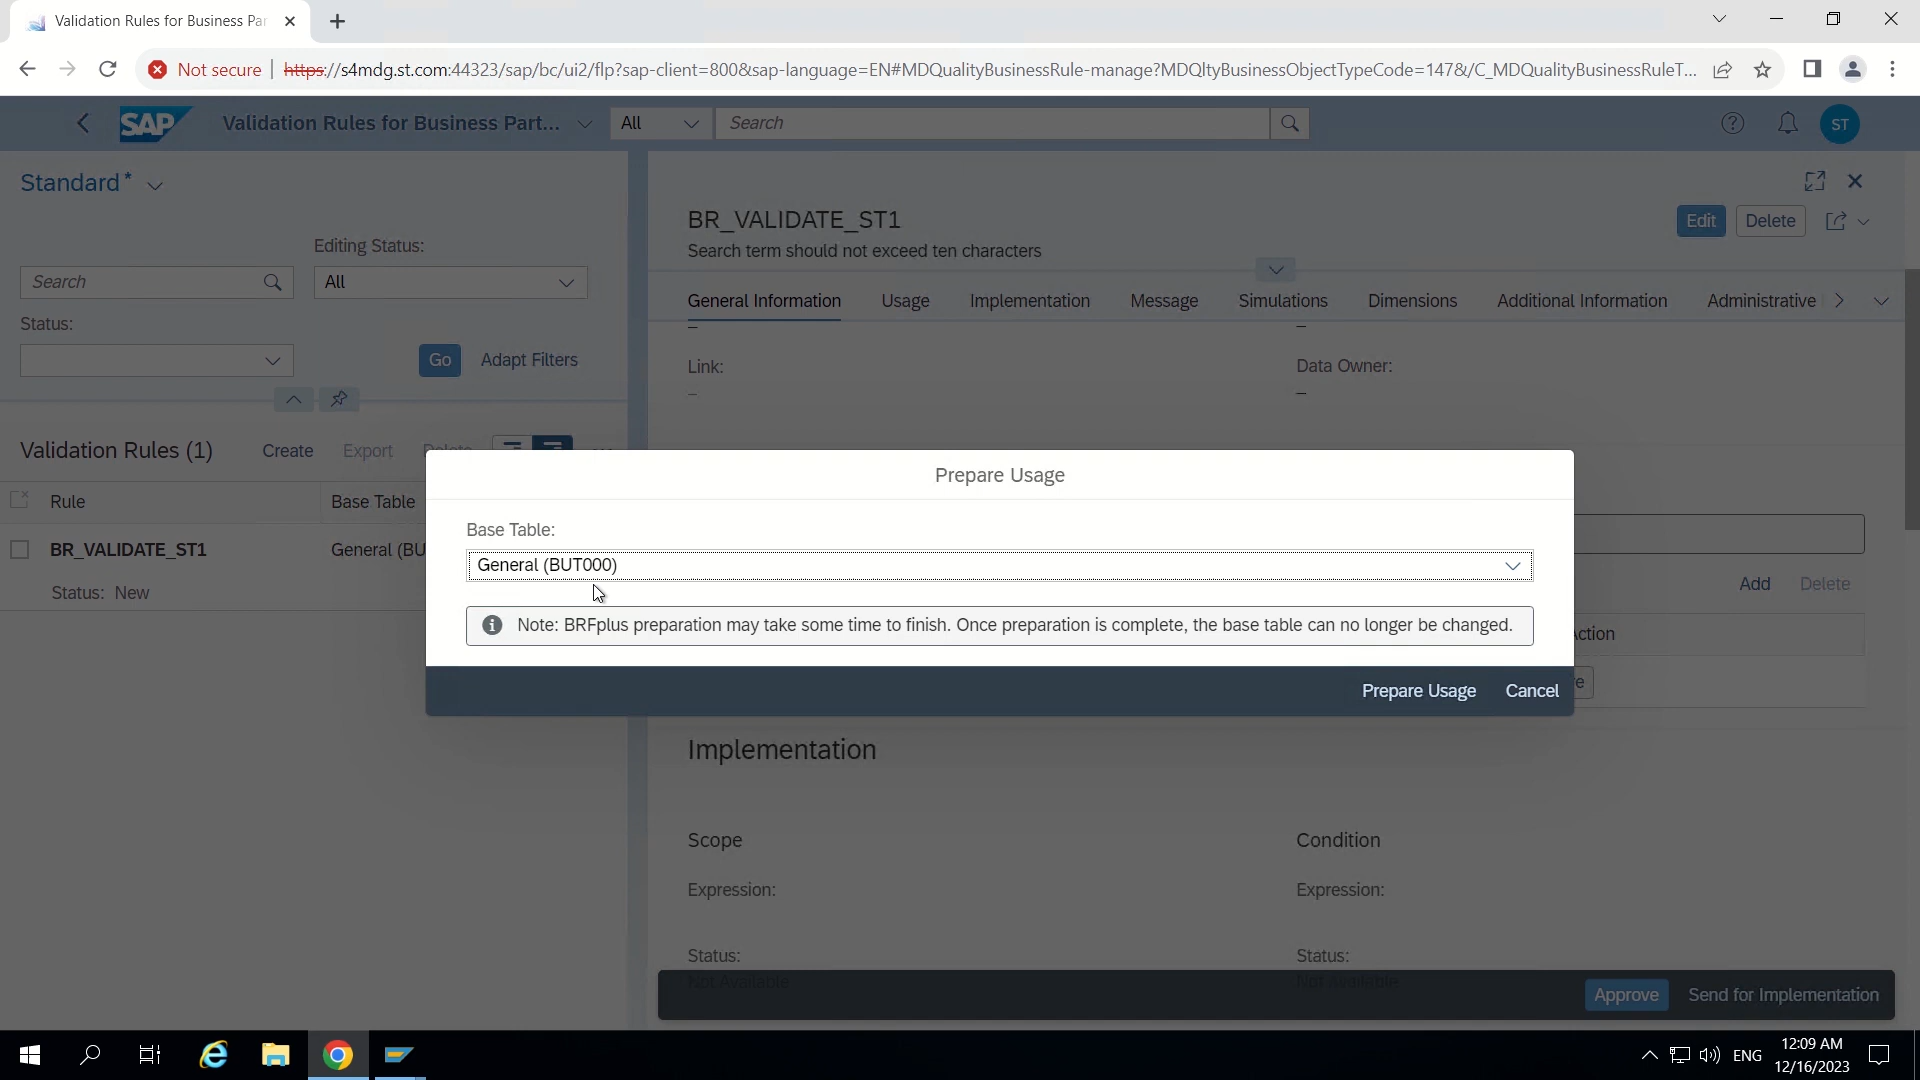 Validation Rules for Business Par
Not secure
https://s4mdg.st.com:44323/sap/bc/ui2/flp?sap-client=800&sap-language=EN#MDQualityBusinessRule-manage?MDQltyBusinessObjectTypeCode=147&/C_MDQualityBusinessRuleT...
SAP
Validation Rules for Business Part...
All
Search
ST
Standard*
Editing Status:
Search
All
Status:
Go
Adapt Filters
Validation Rules (1)
Create
Export
Delete
Rule
Base Table
BR_VALIDATE_ST1
General (BU
Status: New
BR_VALIDATE_ST1
Search term should not exceed ten characters
Edit
Delete
General Information
Usage
Implementation
Message
Simulations
Dimensions
Additional Information
Administrative
Link:
–
Data Owner:
–
Prepare Usage
Base Table:
General (BUT000)
Note: BRFplus preparation may take some time to finish. Once preparation is complete, the base table can no longer be changed.
Prepare Usage
Cancel
Add
Delete
Action
e
Implementation
Scope
Condition
Expression:
Expression:
Status:
Status:
Not Available
Not Available
Approve
Send for Implementation
ENG
12:09 AM
12/16/2023